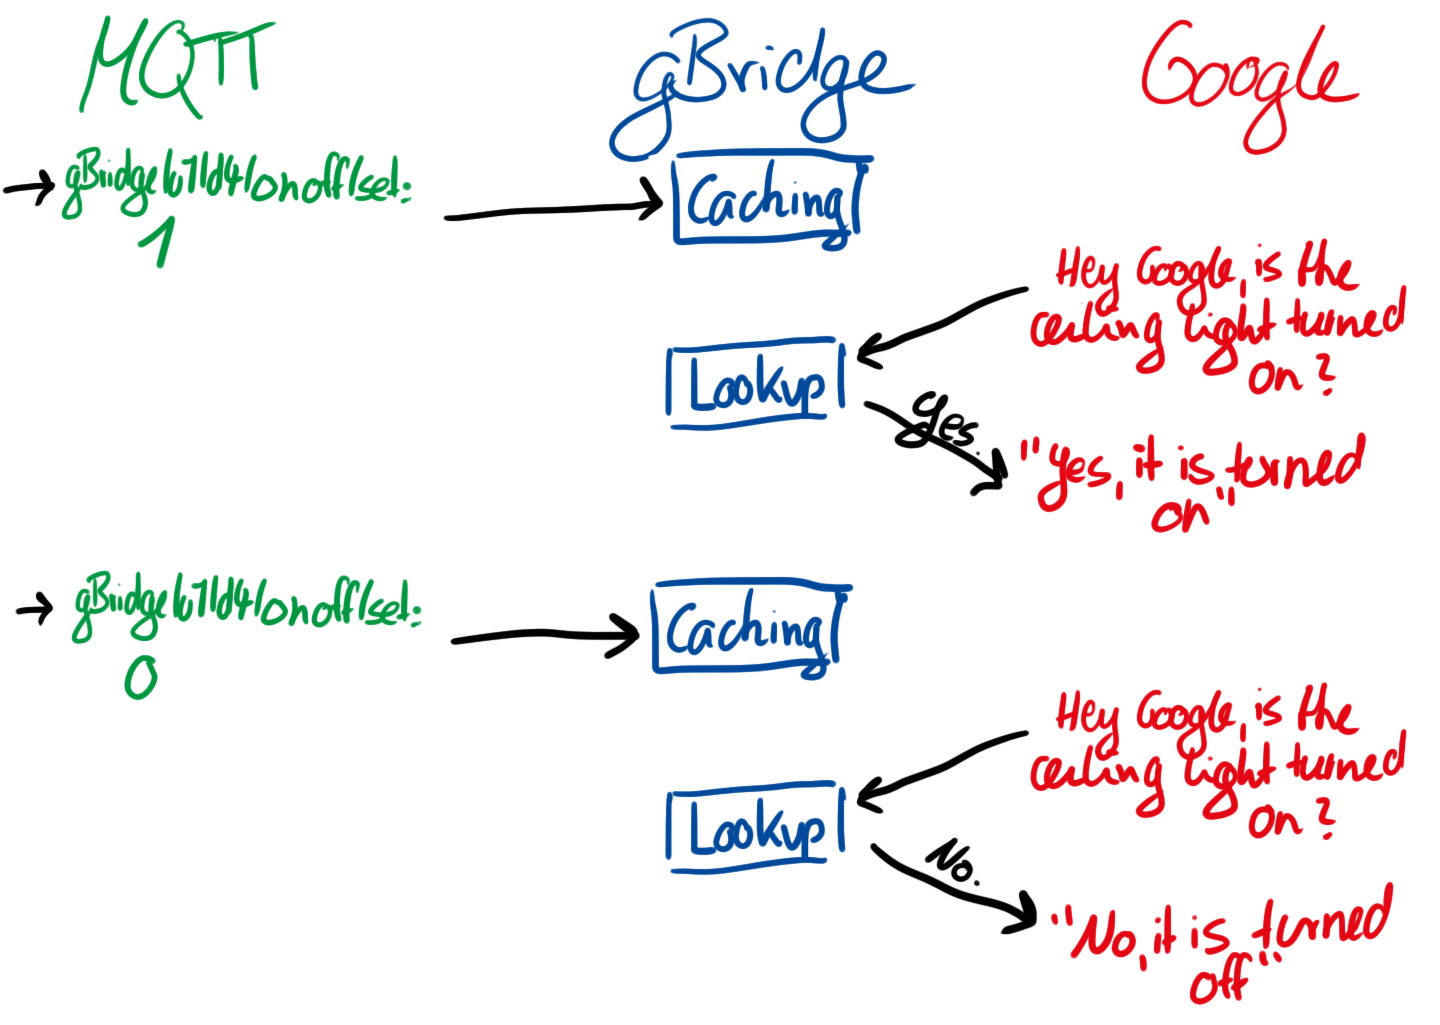 MQTT
gBridge
Google
gBridge/u1/d4/onoff/set:
1
Caching
Hey Google, is the
ceiling light turned
on?
Lookup
yes.
"Yes, it is turned
on"
gBridge/u1/d4/onoff/set:
0
Caching
Hey Google, is the
ceiling light turned
on?
Lookup
No.
"No, it is turned
off"